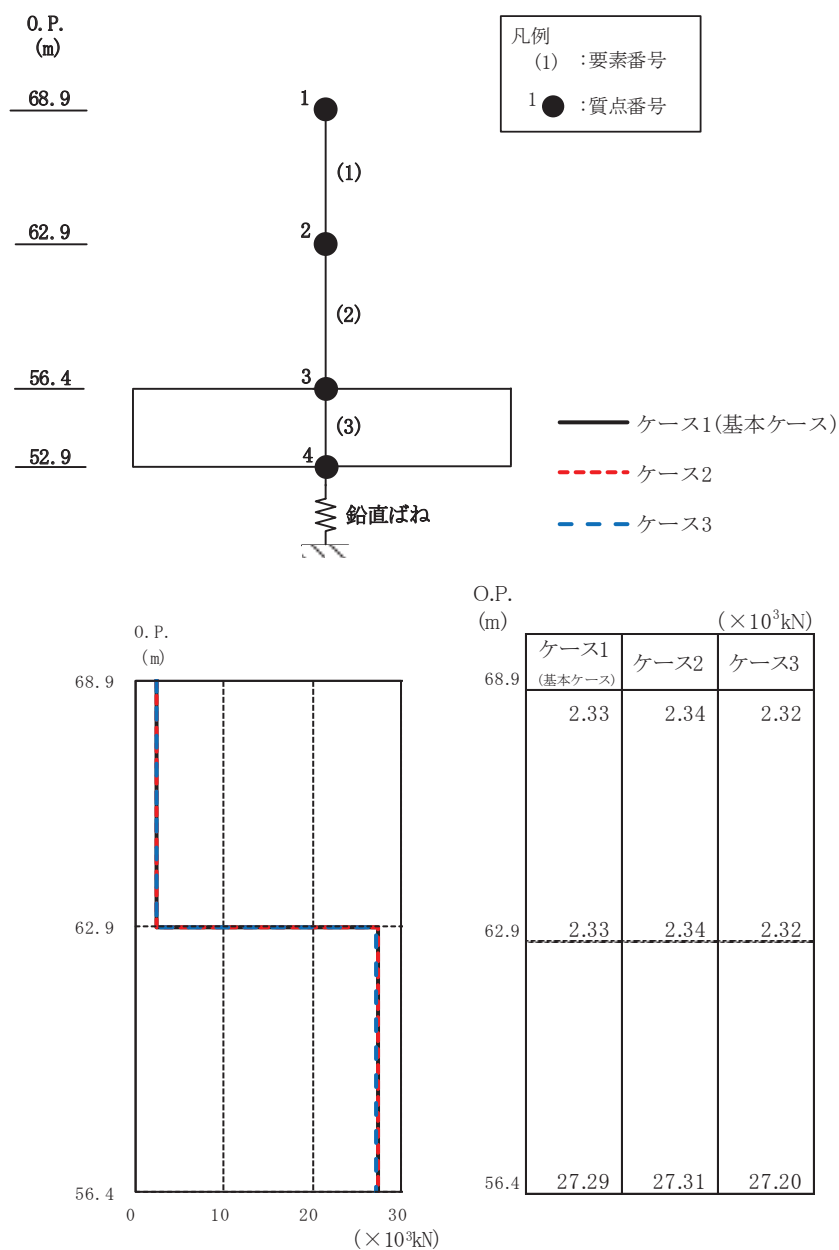 O.P.
(m)
凡例
(1) :要素番号
1 :質点番号
68.9
1
(1)
62.9
2
(2)
56.4
3
(3)
52.9
4
鉛直ばね
ケース1(基本ケース)
ケース2
ケース3
O.P.
(m)
68.9
62.9
56.4
0 10 20 30
(×10³kN)
O.P.
(m) (×10³kN)
ケース1 ケース2 ケース3
(基本ケース)
68.9
2.33 2.34 2.32
62.9 2.33 2.34 2.32
56.4 27.29 27.31 27.20